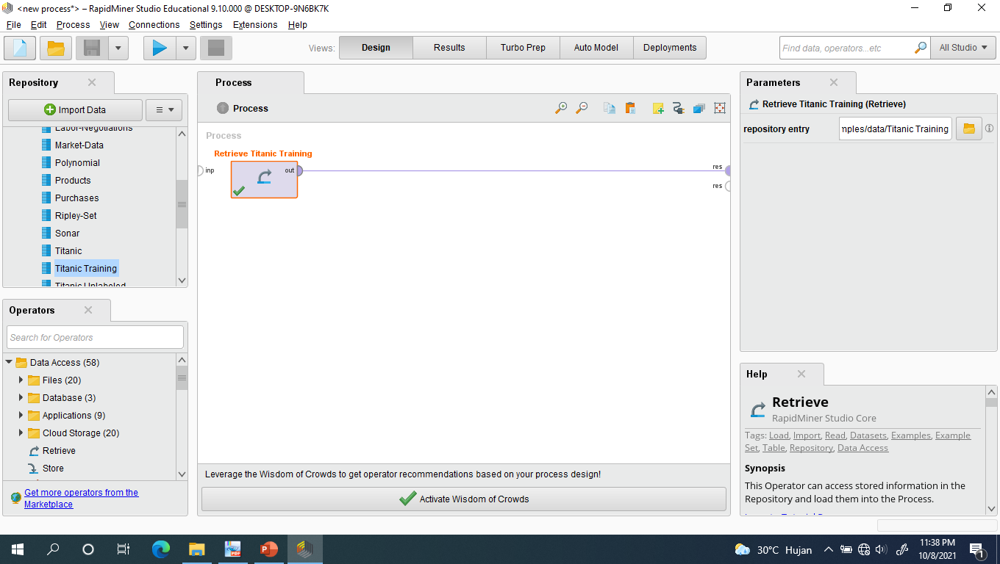 <new process*> – RapidMiner Studio Educational 9.10.000 @ DESKTOP-9N6BK7K
File Edit Process View Connections Settings Extensions Help
Views: Design Results Turbo Prep Auto Model Deployments
Find data, operators...etc All Studio
Repository
Import Data
Labor-Negotiations
Market-Data
Polynomial
Products
Purchases
Ripley-Set
Sonar
Titanic
Titanic Training
Titanic Unlabeled
Operators
Search for Operators
Data Access (58)
Files (20)
Database (3)
Applications (9)
Cloud Storage (20)
Retrieve
Store
Get more operators from the
Marketplace
Process
Process
Process
Retrieve Titanic Training
inp
out
res
res
Leverage the Wisdom of Crowds to get operator recommendations based on your process design!
Activate Wisdom of Crowds
Parameters
Retrieve Titanic Training (Retrieve)
repository entry
nples/data/Titanic Training
Help
Retrieve
RapidMiner Studio Core
Tags: Load, Import, Read, Datasets, Examples, Example
Set, Table, Repository, Data Access
Synopsis
This Operator can access stored information in the
Repository and load them into the Process.
30°C Hujan
11:38 PM
10/8/2021
1